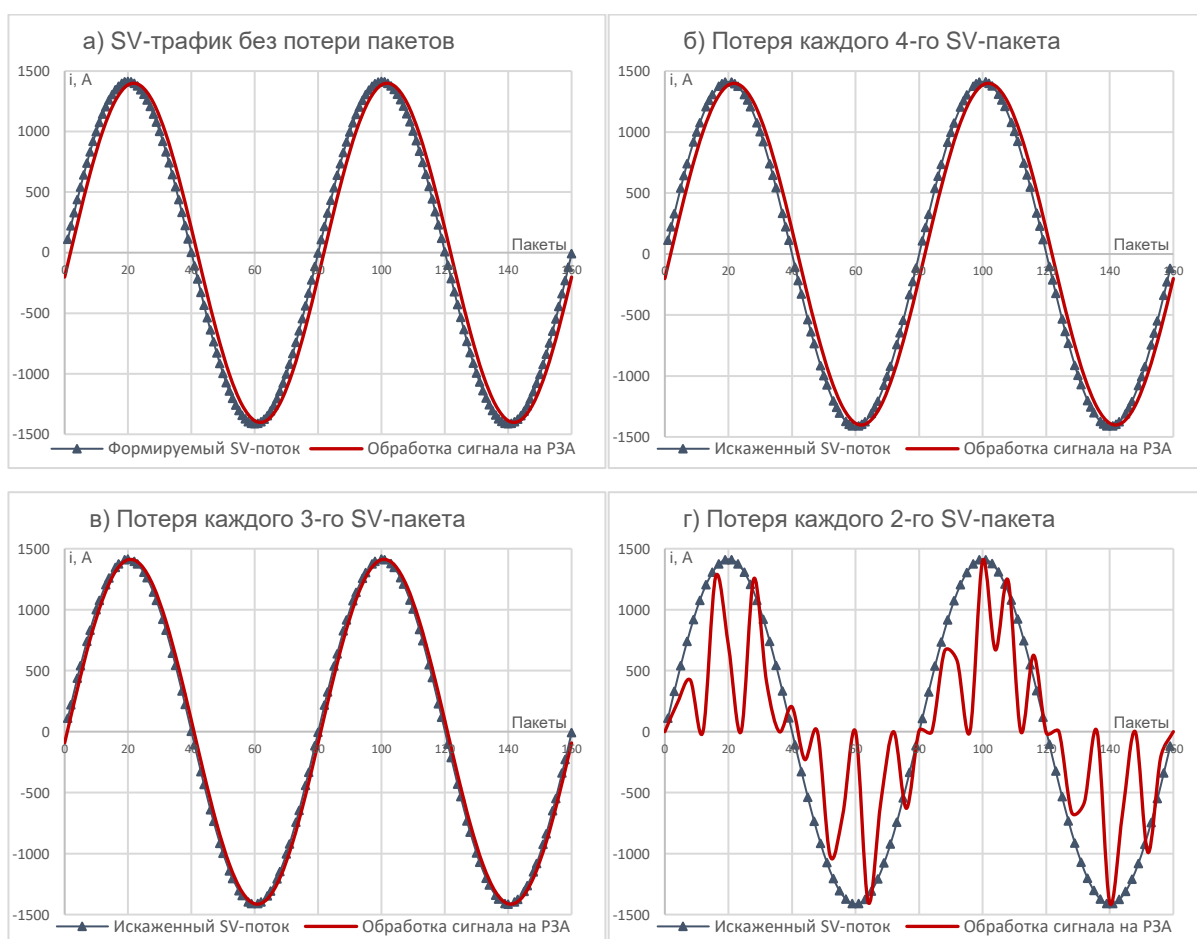 а) SV-трафик без потери пакетов
1500
i, А
1000
500
0
Пакеты
0 20 40 60 80 100 120 140 160
-500
-1000
-1500
Формируемый SV-поток Обработка сигнала на РЗА
б) Потеря каждого 4-го SV-пакета
1500
i, А
1000
500
0
Пакеты
0 20 40 60 80 100 120 140 160
-500
-1000
-1500
Искаженный SV-поток Обработка сигнала на РЗА
в) Потеря каждого 3-го SV-пакета
1500
i, А
1000
500
0
Пакеты
0 20 40 60 80 100 120 140 160
-500
-1000
-1500
Искаженный SV-поток Обработка сигнала на РЗА
г) Потеря каждого 2-го SV-пакета
1500
i, А
1000
500
0
Пакеты
0 20 40 60 80 100 120 140 160
-500
-1000
-1500
Искаженный SV-поток Обработка сигнала на РЗА